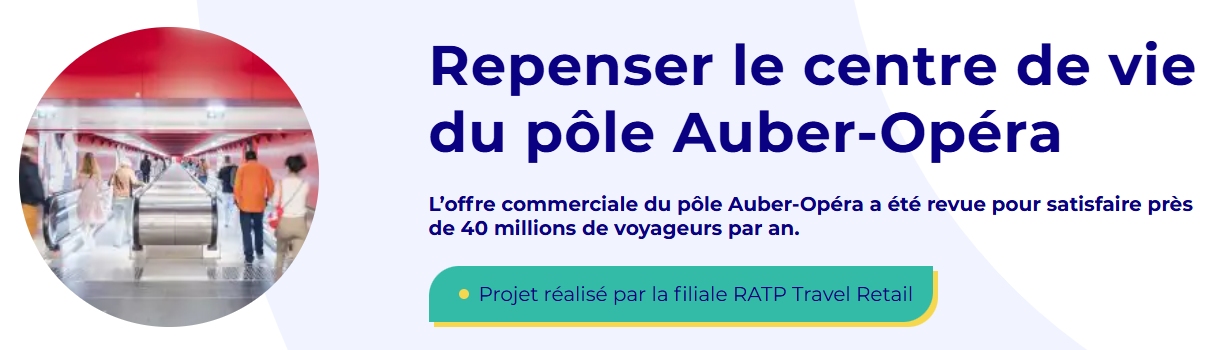 Repenser le centre de vie
du pôle Auber-Opéra
L’offre commerciale du pôle Auber-Opéra a été revue pour satisfaire près
de 40 millions de voyageurs par an.
Projet réalisé par la filiale RATP Travel Retail